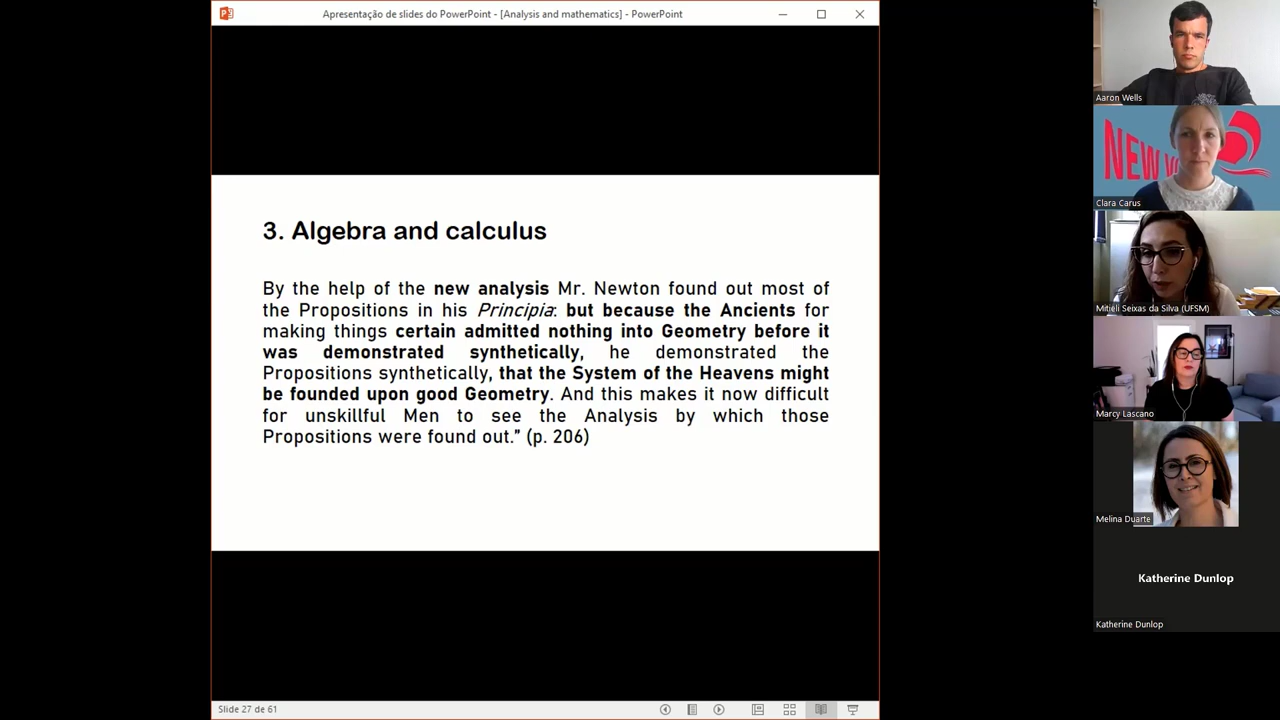 Apresentação de slides do PowerPoint - [Analysis and mathematics] - PowerPoint
3. Algebra and calculus
By the help of the new analysis Mr. Newton found out most of
the Propositions in his Principia: but because the Ancients for
making things certain admitted nothing into Geometry before it
was demonstrated synthetically, he demonstrated the
Propositions synthetically, that the System of the Heavens might
be founded upon good Geometry. And this makes it now difficult
for unskillful Men to see the Analysis by which those
Propositions were found out.” (p. 206)
Slide 27 de 61
Aaron Wells
NEW
Clara Carus
Mitiéli Seixas da Silva (UFSM)
Marcy Lascano
Melina Duarte
Katherine Dunlop
Katherine Dunlop